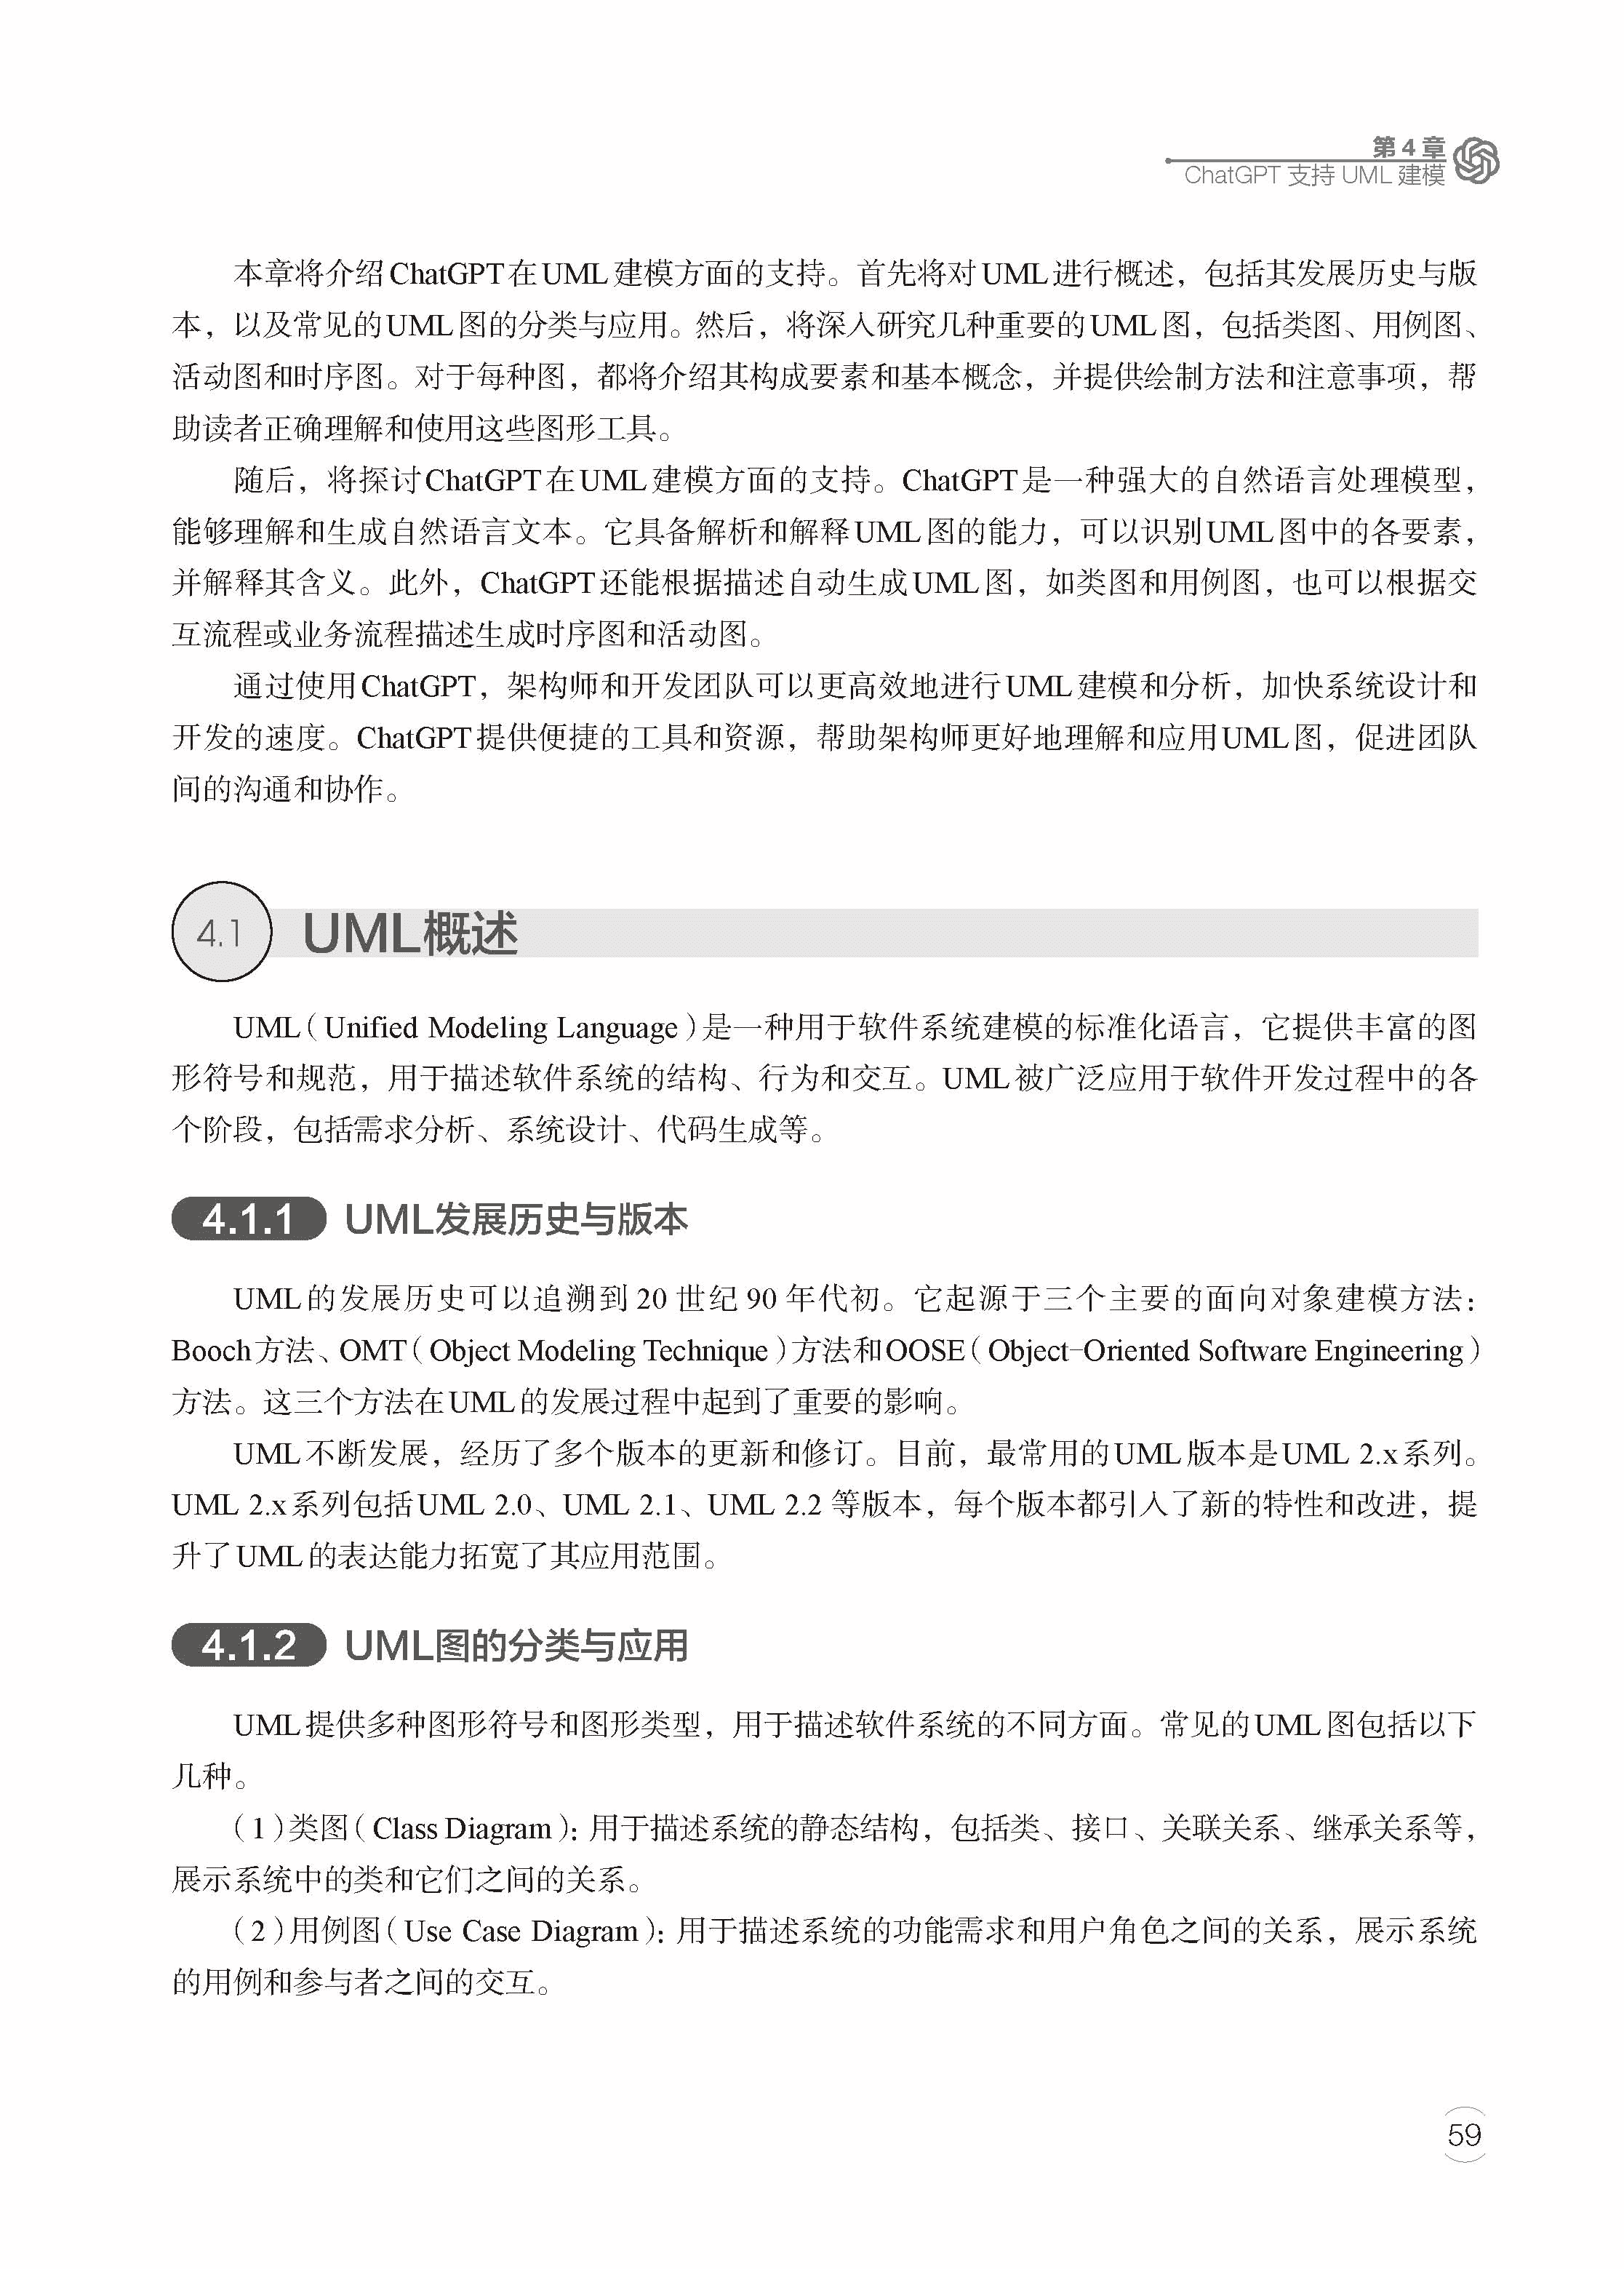 第4章
ChatGPT 支持 UML 建模
本章将介绍ChatGPT在UML建模方面的支持。首先将对UML进行概述，包括其发展历史与版
本，以及常见的UML图的分类与应用。然后，将深入研究几种重要的UML图，包括类图、用例图、
活动图和时序图。对于每种图，都将介绍其构成要素和基本概念，并提供绘制方法和注意事项，帮
助读者正确理解和使用这些图形工具。
随后，将探讨ChatGPT在UML建模方面的支持。ChatGPT是一种强大的自然语言处理模型，
能够理解和生成自然语言文本。它具备解析和解释UML图的能力，可以识别UML图中的各要素，
并解释其含义。此外，ChatGPT还能根据描述自动生成UML图，如类图和用例图，也可以根据交
互流程或业务流程描述生成时序图和活动图。
通过使用ChatGPT，架构师和开发团队可以更高效地进行UML建模和分析，加快系统设计和
开发的速度。ChatGPT提供便捷的工具和资源，帮助架构师更好地理解和应用UML图，促进团队
间的沟通和协作。
4.1 UML概述
UML（Unified Modeling Language）是一种用于软件系统建模的标准化语言，它提供丰富的图
形符号和规范，用于描述软件系统的结构、行为和交互。UML被广泛应用于软件开发过程中的各
个阶段，包括需求分析、系统设计、代码生成等。
4.1.1 UML发展历史与版本
UML的发展历史可以追溯到 20 世纪 90 年代初。它起源于三个主要的面向对象建模方法：
Booch方法、OMT（Object Modeling Technique）方法和OOSE（Object-Oriented Software Engineering）
方法。这三个方法在UML的发展过程中起到了重要的影响。
UML不断发展，经历了多个版本的更新和修订。目前，最常用的UML版本是UML 2.x系列。
UML 2.x系列包括UML 2.0、UML 2.1、UML 2.2 等版本，每个版本都引入了新的特性和改进，提
升了UML的表达能力拓宽了其应用范围。
4.1.2 UML图的分类与应用
UML提供多种图形符号和图形类型，用于描述软件系统的不同方面。常见的UML图包括以下
几种。
（1）类图（Class Diagram）：用于描述系统的静态结构，包括类、接口、关联关系、继承关系等，
展示系统中的类和它们之间的关系。
（2）用例图（Use Case Diagram）：用于描述系统的功能需求和用户角色之间的关系，展示系统
的用例和参与者之间的交互。
59